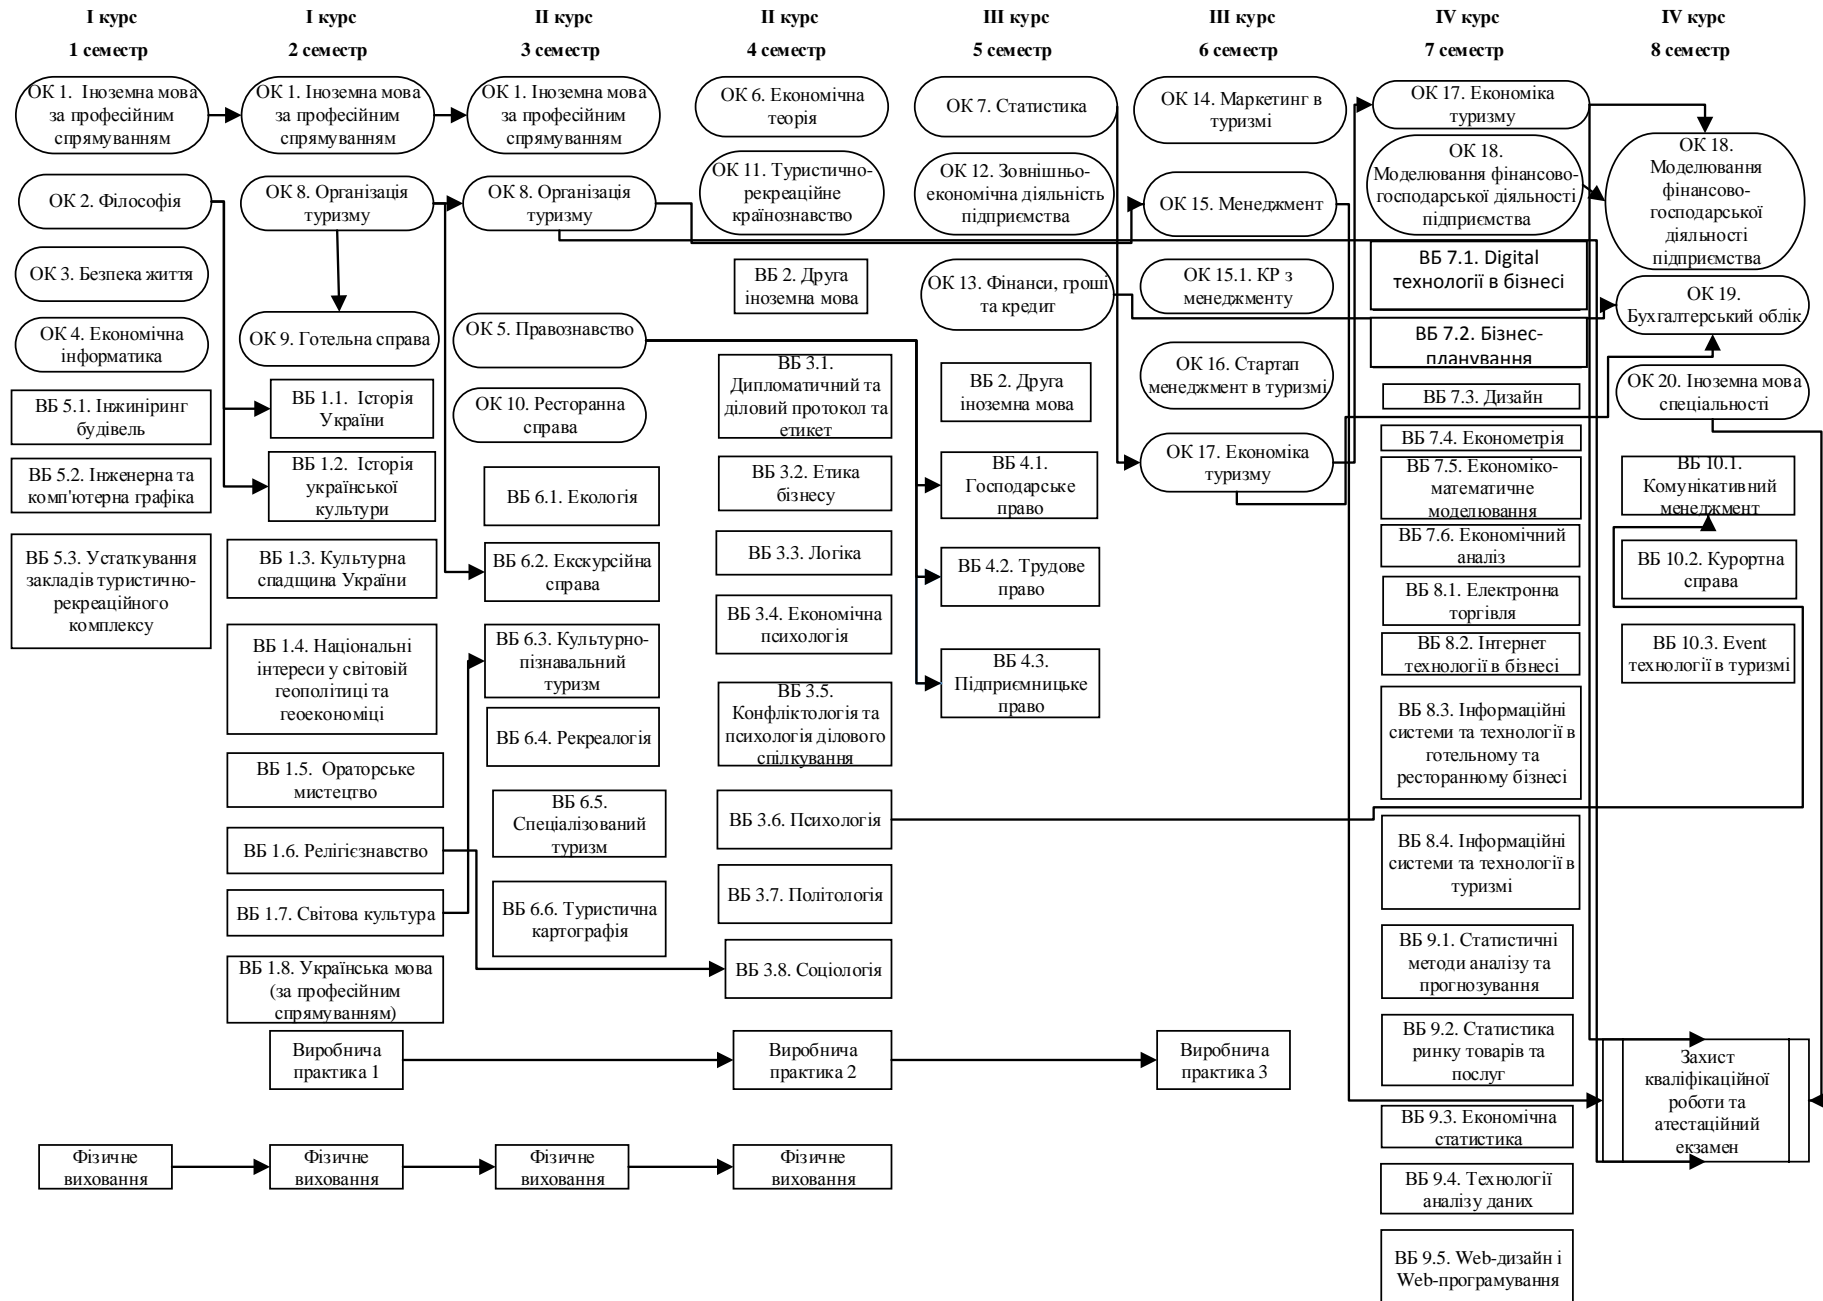 I курс
1 семестр
ОК 1.  Іноземна мова
за професійним
спрямуванням
ОК 2. Філософія
ОК 3. Безпека життя
ОК 4. Економічна
інформатика
ВБ 5.1. Інжиніринг
будівель
ВБ 5.2. Інженерна та
комп'ютерна графіка
ВБ 5.3. Устаткування
закладів туристично-
рекреаційного
комплексу
Фізичне
виховання
I курс
2 семестр
ОК 1.  Іноземна мова
за професійним
спрямуванням
ОК 8. Організація
туризму
ОК 9. Готельна справа
ВБ 1.1.  Історія
України
ВБ 1.2.  Історія
української
культури
ВБ 1.3. Культурна
спадщина України
ВБ 1.4. Національні
інтереси у світовій
геополітиці та
геоекономіці
ВБ 1.5.  Ораторське
мистецтво
ВБ 1.6. Релігієзнавство
ВБ 1.7. Світова культура
ВБ 1.8. Українська мова
(за професійним
спрямуванням)
Виробнича
практика 1
Фізичне
виховання
II курс
3 семестр
ОК 1. Іноземна мова
за професійним
спрямуванням
ОК 8. Організація
туризму
ОК 5. Правознавство
ОК 10. Ресторанна
справа
ВБ 6.1. Екологія
ВБ 6.2. Екскурсійна
справа
ВБ 6.3. Культурно-
пізнавальний
туризм
ВБ 6.4. Рекреалогія
ВБ 6.5.
Спеціалізований
туризм
ВБ 6.6. Туристична
картографія
Фізичне
виховання
II курс
4 семестр
ОК 6. Економічна
теорія
ОК 11. Туристично-
рекреаційне
країнознавство
ВБ 2. Друга
іноземна мова
ВБ 3.1.
Дипломатичний та
діловий протокол та
етикет
ВБ 3.2. Етика
бізнесу
ВБ 3.3. Логіка
ВБ 3.4. Економічна
психологія
ВБ 3.5.
Конфліктологія та
психологія ділового
спілкування
ВБ 3.6. Психологія
ВБ 3.7. Політологія
ВБ 3.8. Соціологія
Виробнича
практика 2
Фізичне
виховання
III курс
5 семестр
ОК 7. Статистика
ОК 12. Зовнішньо-
економічна діяльність
підприємства
ОК 13. Фінанси, гроші
та кредит
ВБ 2. Друга
іноземна мова
ВБ 4.1.
Господарське
право
ВБ 4.2. Трудове
право
ВБ 4.3.
Підприємницьке
право
III курс
6 семестр
ОК 14. Маркетинг в
туризмі
ОК 15. Менеджмент
ОК 15.1. КР з
менеджменту
ОК 16. Стартап
менеджмент в туризмі
ОК 17. Економіка
туризму
Виробнича
практика 3
IV курс
7 семестр
ОК 17. Економіка
туризму
ОК 18.
Моделювання фінансово-
господарської діяльності
підприємства
ВБ 7.1. Digital
технології в бізнесі
ВБ 7.2. Бізнес-
планування
ВБ 7.3. Дизайн
ВБ 7.4. Економетрія
ВБ 7.5. Економіко-
математичне
моделювання
ВБ 7.6. Економічний
аналіз
ВБ 8.1. Електронна
торгівля
ВБ 8.2. Інтернет
технології в бізнесі
ВБ 8.3. Інформаційні
системи та технології в
готельному та
ресторанному бізнесі
ВБ 8.4. Інформаційні
системи та технології в
туризмі
ВБ 9.1. Статистичні
методи аналізу та
прогнозування
ВБ 9.2. Статистика
ринку товарів та
послуг
ВБ 9.3. Економічна
статистика
ВБ 9.4. Технології
аналізу даних
ВБ 9.5. Web-дизайн і
Web-програмування
IV курс
8 семестр
ОК 18.
Моделювання
фінансово-
господарської
діяльності
підприємства
ОК 19.
Бухгалтерський облік
ОК 20. Іноземна мова
спеціальності
ВБ 10.1.
Комунікативний
менеджмент
ВБ 10.2. Курортна
справа
ВБ 10.3. Event
технології в туризмі
Захист
кваліфікаційної
роботи та
атестаційний
екзамен